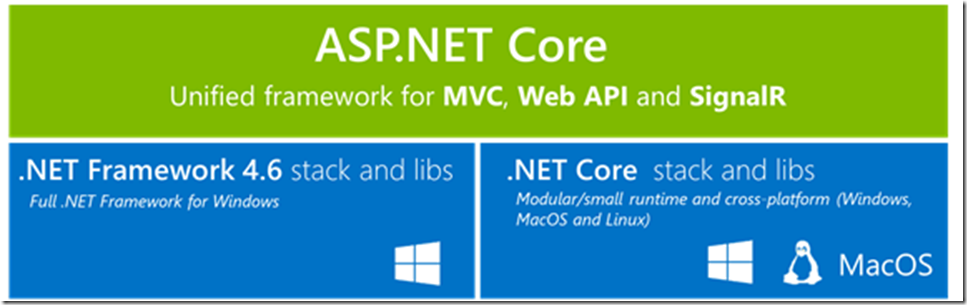 ASP.NET Core
Unified framework for MVC, Web API and SignalR
.NET Framework 4.6 stack and libs
Full .NET Framework for Windows
.NET Core stack and libs
Modular/small runtime and cross-platform (Windows,
MacOS and Linux)
MacOS